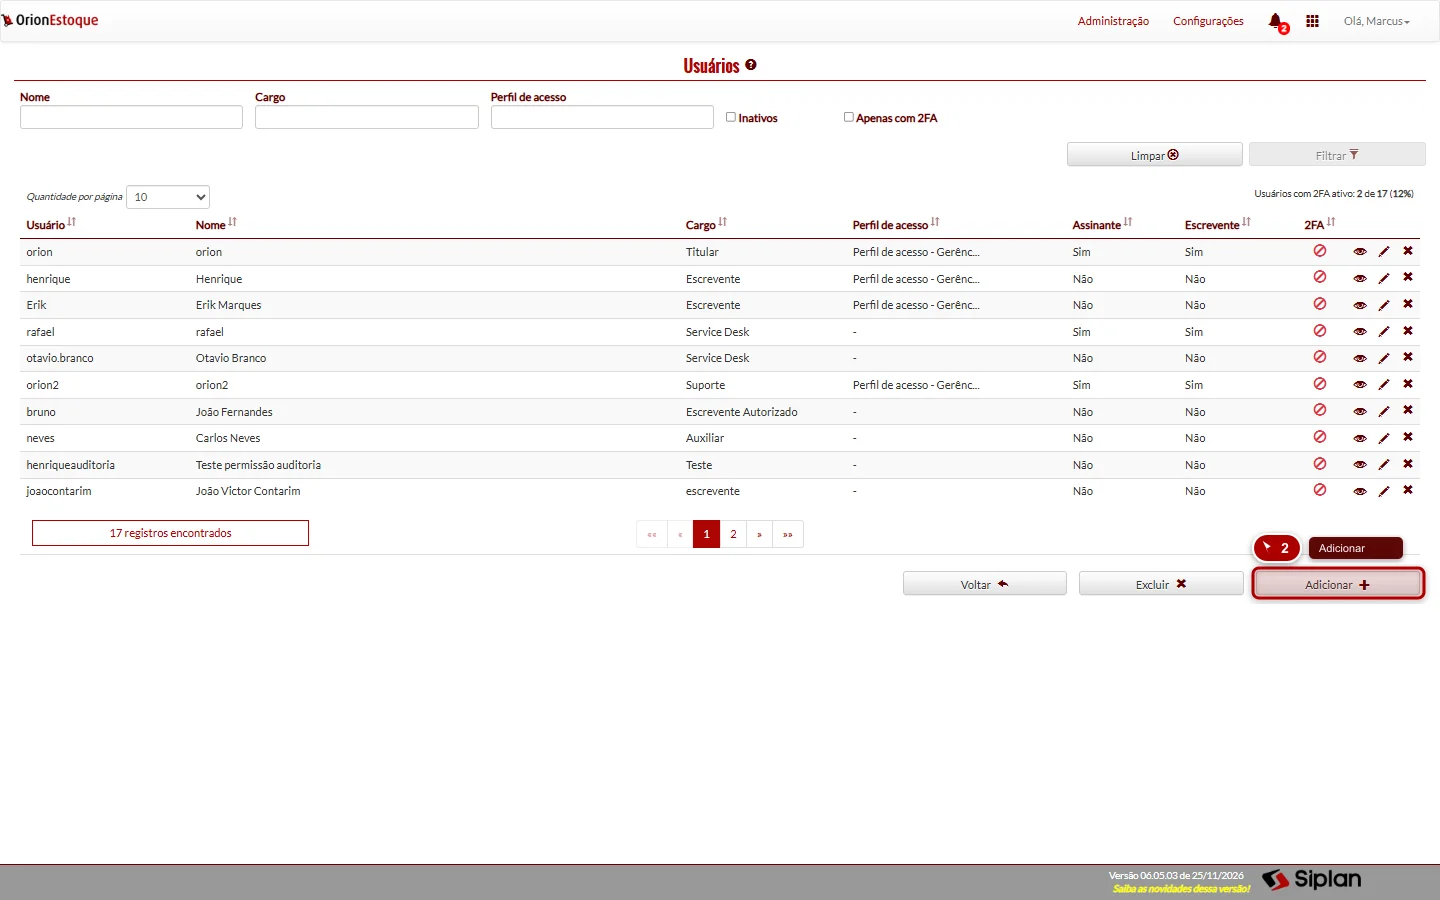 OrionEstoque
Administração Configurações 2 Olá, Marcus
Usuários ?
Nome Cargo Perfil de acesso
Inativos Apenas com 2FA
Limpar Filtrar
Quantidade por página 10 Usuários com 2FA ativo: 2 de 17 (12%)
Usuário Nome Cargo Perfil de acesso Assinante Escrevente 2FA
orion orion Titular Perfil de acesso - Gerênc... Sim Sim
henrique Henrique Escrevente Perfil de acesso - Gerênc... Não Não
Erik Erik Marques Escrevente Perfil de acesso - Gerênc... Não Não
rafael rafael Service Desk - Sim Sim
otavio.branco Otavio Branco Service Desk - Não Não
orion2 orion2 Suporte Perfil de acesso - Gerênc... Sim Sim
bruno João Fernandes Escrevente Autorizado - Não Não
neves Carlos Neves Auxiliar - Não Não
henriqueauditoria Teste permissão auditoria Teste - Não Não
joaocontarim João Victor Contarim escrevente - Não Não
17 registros encontrados «« « 1 2 » »»
2 Adicionar
Voltar Excluir Adicionar
Versão 06.05.03 de 25/11/2026
Saiba as novidades dessa versão!
Siplan